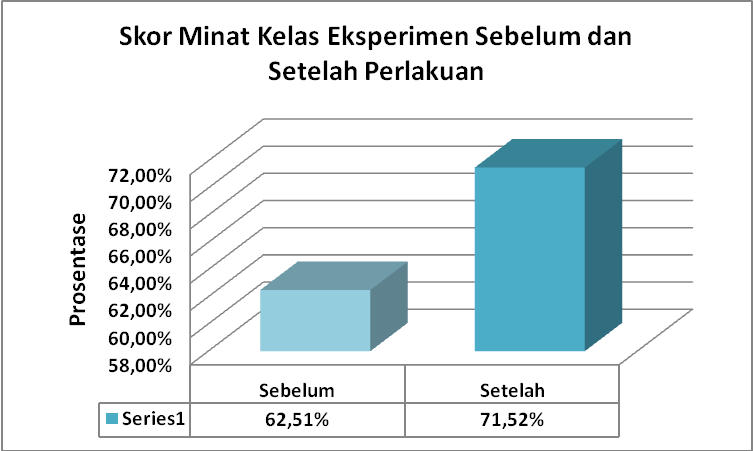 Skor Minat Kelas Eksperimen Sebelum dan
Setelah Perlakuan
Prosentase
72,00%
70,00%
68,00%
66,00%
64,00%
62,00%
60,00%
58,00%
Sebelum Setelah
Series1 62,51% 71,52%